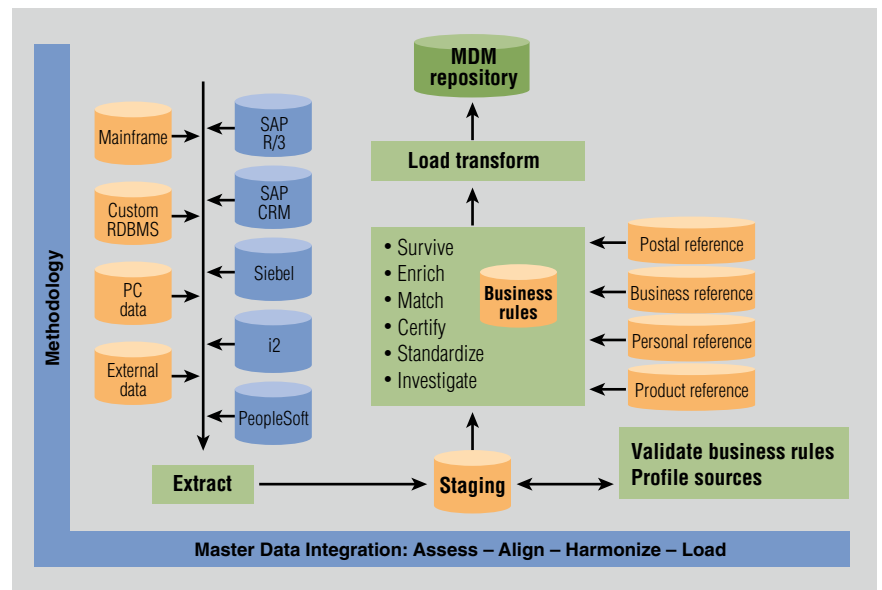 Methodology
Mainframe
Custom
RDBMS
PC
data
External
data
SAP
R/3
SAP
CRM
Siebel
i2
PeopleSoft
Extract
MDM
repository
Load transform
• Survive
• Enrich
• Match
• Certify
• Standardize
• Investigate
Business
rules
Postal reference
Business reference
Personal reference
Product reference
Staging
Validate business rules
Profile sources
Master Data Integration: Assess – Align – Harmonize – Load